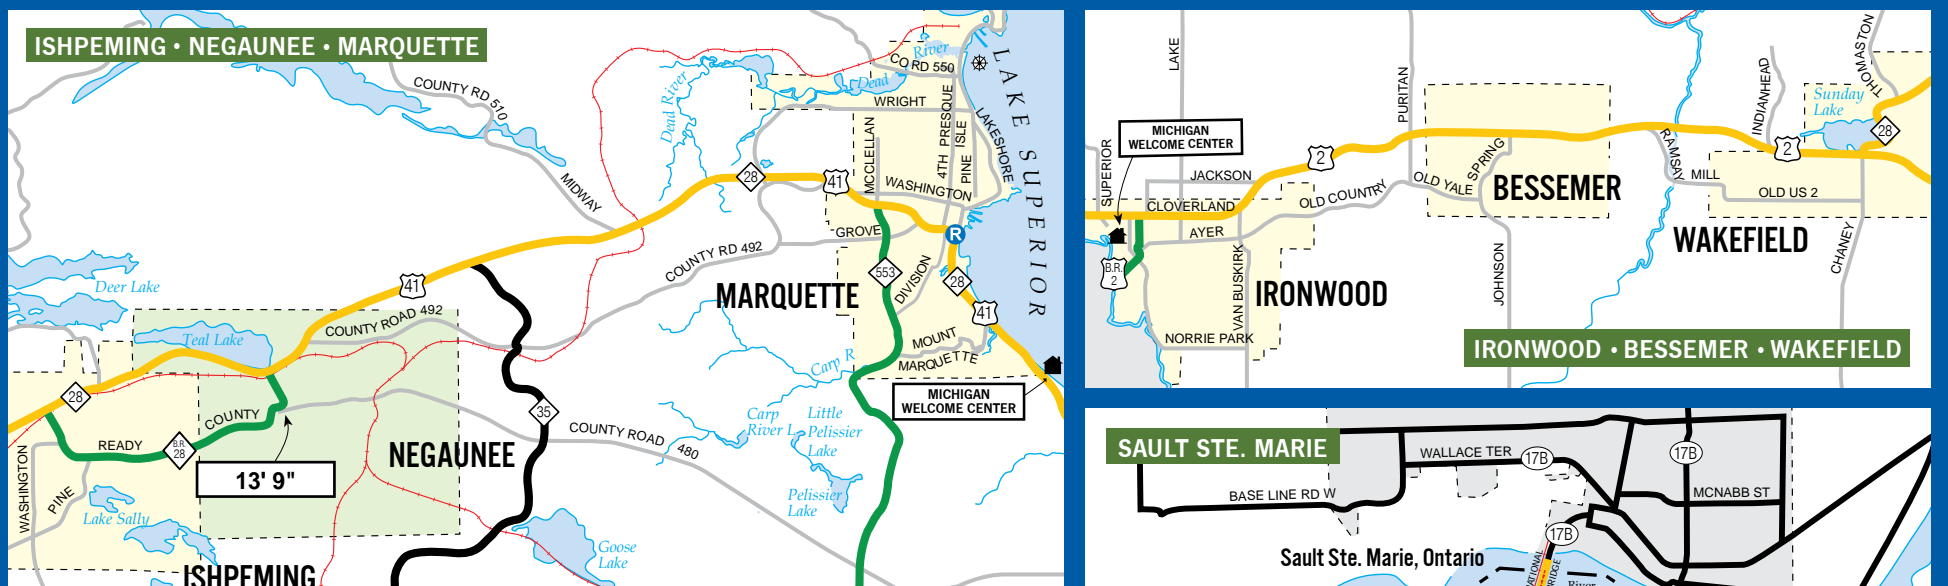 ISHPEMING • NEGAUNEE • MARQUETTE
COUNTY RD 510
MIDWAY
Dead River
River
Dead
CO RD 550
WRIGHT
MCCLELLAN
4TH
PRESQUE
ISLE
PINE
LAKESHORE
LAKE SUPERIOR
28
41
WASHINGTON
GROVE
R
COUNTY RD 492
553
DIVISION
28
41
MARQUETTE
MOUNT
MARQUETTE
MICHIGAN
WELCOME CENTER
Deer Lake
41
COUNTY ROAD 492
Teal Lake
28
COUNTY
READY
B.R.
28
13' 9"
WASHINGTON
PINE
Lake Sally
ISHPEMING
NEGAUNEE
35
COUNTY ROAD
480
Carp R
Carp
River L.
Little
Pelissier
Lake
Pelissier
Lake
Goose
Lake
LAKE
SUPERIOR
MICHIGAN
WELCOME CENTER
JACKSON
CLOVERLAND
AYER
B.R.
2
VAN BUSKIRK
NORRIE PARK
IRONWOOD
2
OLD COUNTRY
PURITAN
OLD YALE
SPRING
BESSEMER
JOHNSON
RAMSAY
MILL
OLD US 2
WAKEFIELD
CHANEY
INDIANHEAD
2
Sunday
Lake
THOMASTON
28
IRONWOOD • BESSEMER • WAKEFIELD
SAULT STE. MARIE
WALLACE TER
17B
17B
BASE LINE RD W
MCNABB ST
17B
Sault Ste. Marie, Ontario
River